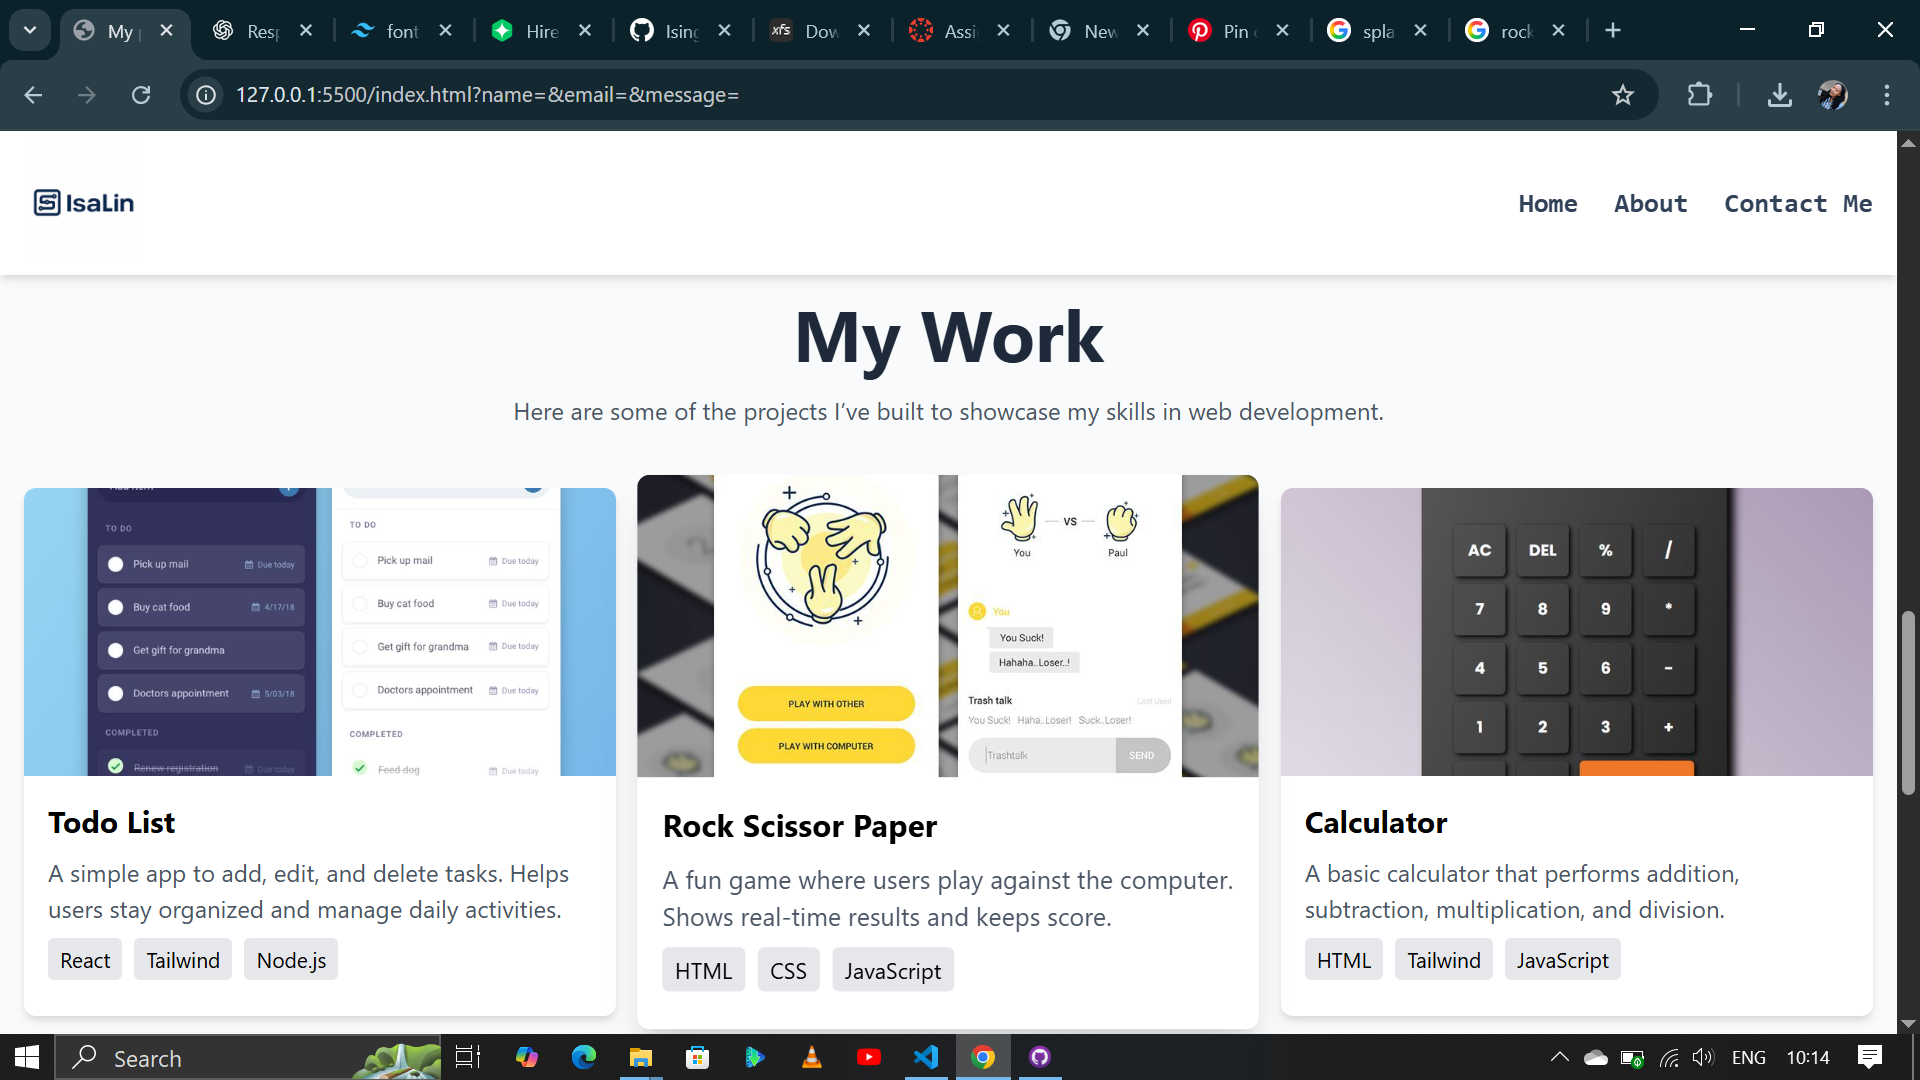 My
Resp
font
Hire
Ising
Dow
Assi
New
Pin
spla
rock
127.0.0.1:5500/index.html?name=&email=&message=
IsaLin
Home About Contact Me
My Work
Here are some of the projects I’ve built to showcase my skills in web development.
TO DO
Pick up mail Due today
Buy cat food 4/17/18
Get gift for grandma
Doctors appointment 5/03/18
COMPLETED
Renew registration Due today
TO DO
Pick up mail Due today
Buy cat food Due today
Get gift for grandma Due today
Doctors appointment Due today
COMPLETED
Feed dog Due today
PLAY WITH OTHER
PLAY WITH COMPUTER
VS
You Paul
You
You Suck!
Hahaha..Loser..!
Trash talk Last Used
You Suck! Haha..Loser! Suck..Loser!
Trashtalk SEND
AC DEL % /
7 8 9 *
4 5 6 -
1 2 3 +
Todo List
A simple app to add, edit, and delete tasks. Helps
users stay organized and manage daily activities.
React Tailwind Node.js
Rock Scissor Paper
A fun game where users play against the computer.
Shows real-time results and keeps score.
HTML CSS JavaScript
Calculator
A basic calculator that performs addition,
subtraction, multiplication, and division.
HTML Tailwind JavaScript
Search
ENG 10:14